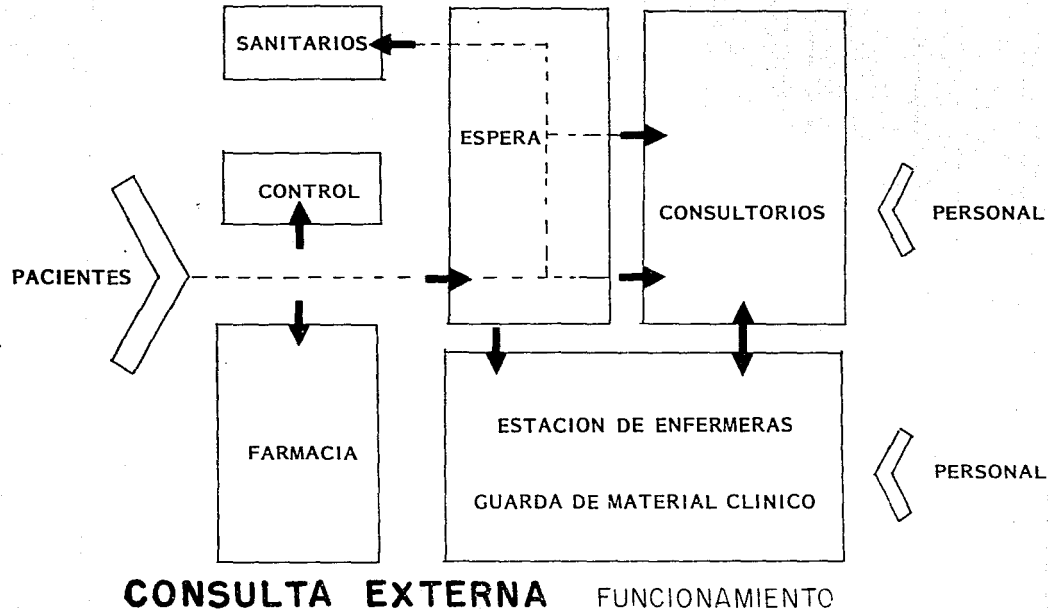 SANITARIOS
ESPERA
CONTROL
CONSULTORIOS
PERSONAL
PACIENTES
ESTACION DE ENFERMERAS
FARMACIA
PERSONAL
GUARDA DE MATERIAL CLINICO
CONSULTA EXTERNA FUNCIONAMIENTO